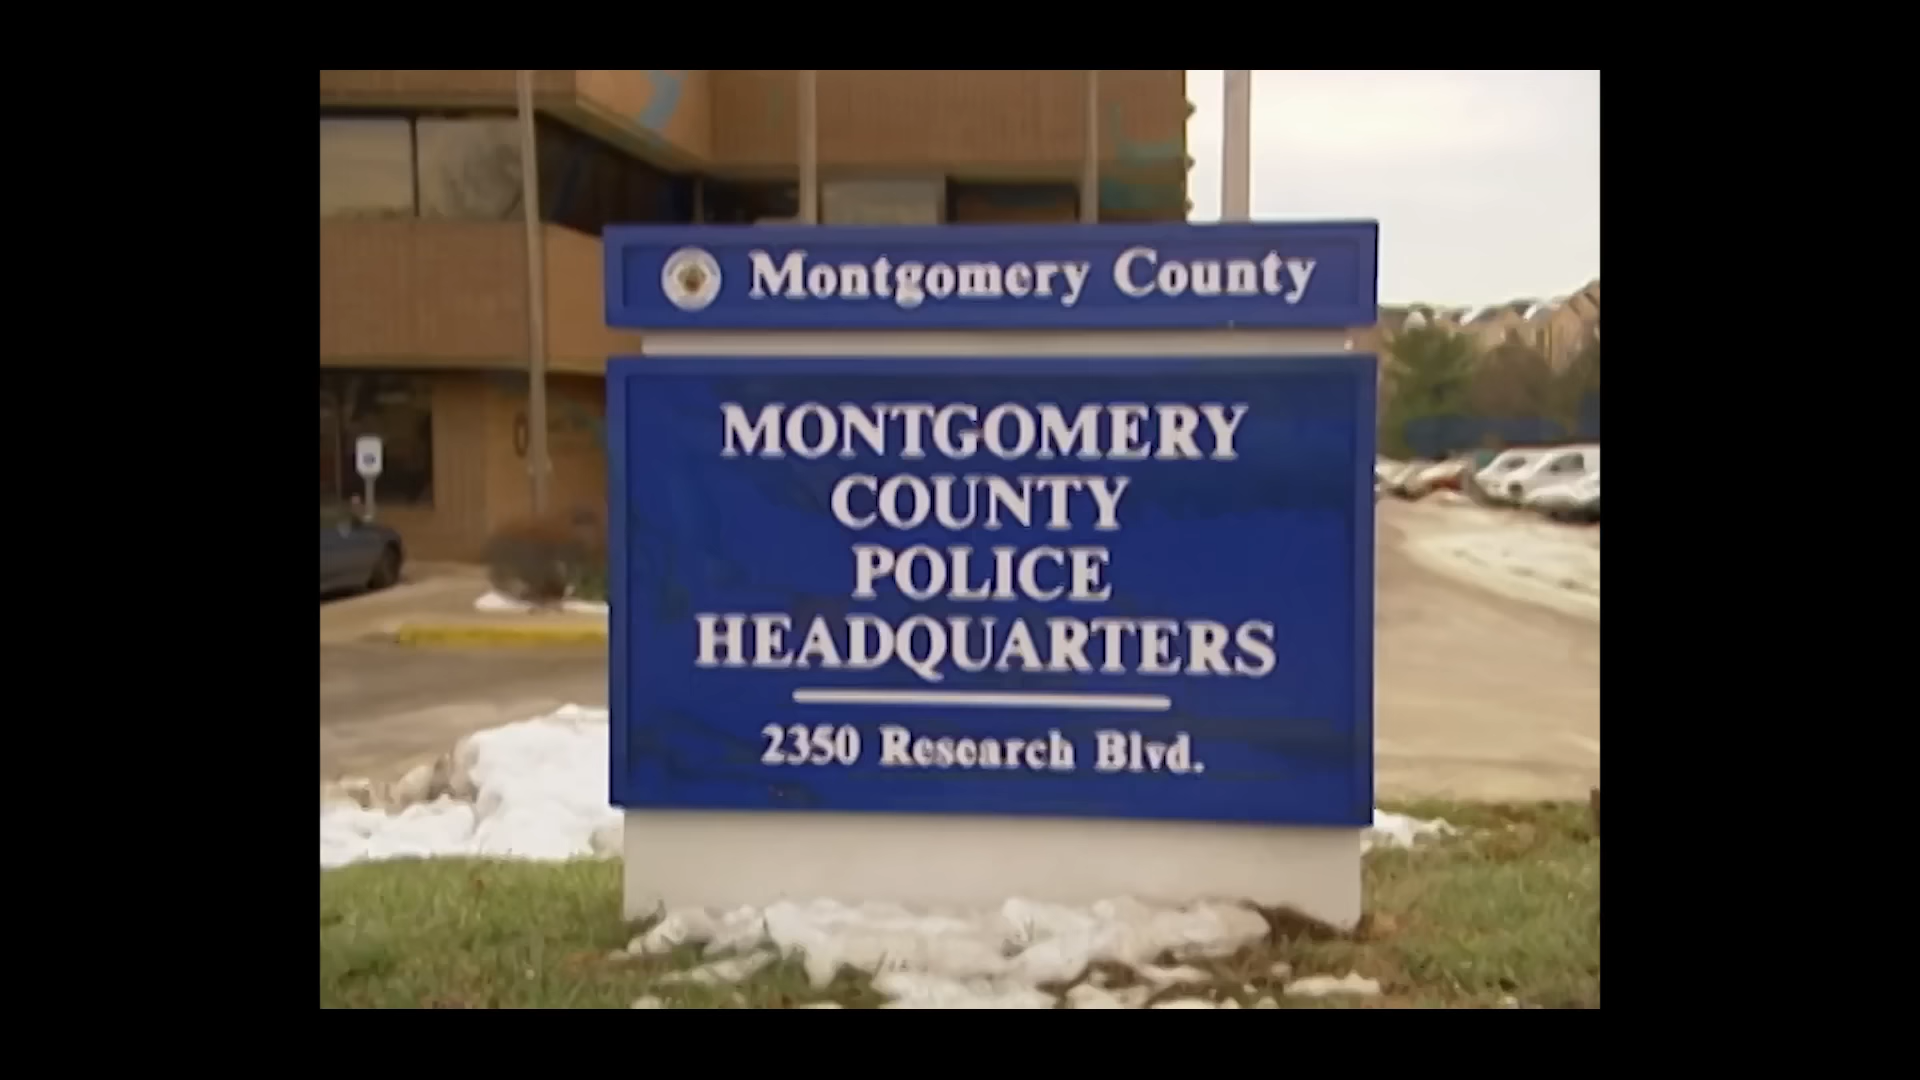 Montgomery County
MONTGOMERY
COUNTY
POLICE
HEADQUARTERS
2350 Research Blvd.